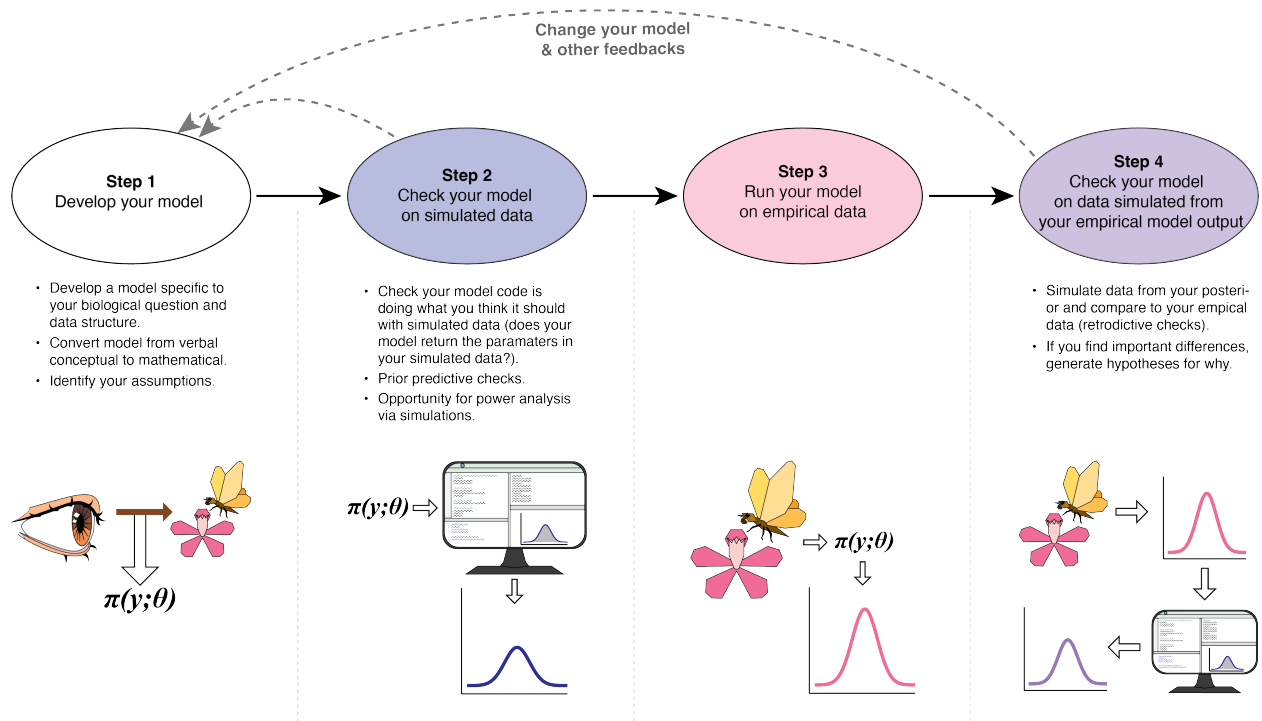 Change your model
& other feedbacks
Step 1
Develop your model
Step 2
Check your model
on simulated data
Step 3
Run your model
on empirical data
Step 4
Check your model
on data simulated from
your empirical model output
• Develop a model specific to
your biological question and
data structure.
• Convert model from verbal
conceptual to mathematical.
• Identify your assumptions.
• Check your model code is
doing what you think it should
with simulated data (does your
model return the paramaters in
your simulated data?).
• Prior predictive checks.
• Opportunity for power analysis
via simulations.
• Simulate data from your posteri-
or and compare to your empical
data (retrodictive checks).
• If you find important differences,
generate hypotheses for why.
π(y;θ)
π(y;θ)
π(y;θ)